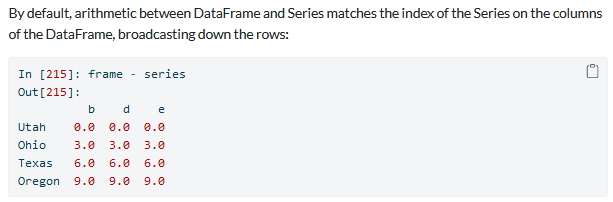 By default, arithmetic between DataFrame and Series matches the index of the Series on the columns
of the DataFrame, broadcasting down the rows:
In [215]: frame - series
Out[215]:
          b    d    e
Utah    0.0  0.0  0.0
Ohio    3.0  3.0  3.0
Texas   6.0  6.0  6.0
Oregon  9.0  9.0  9.0